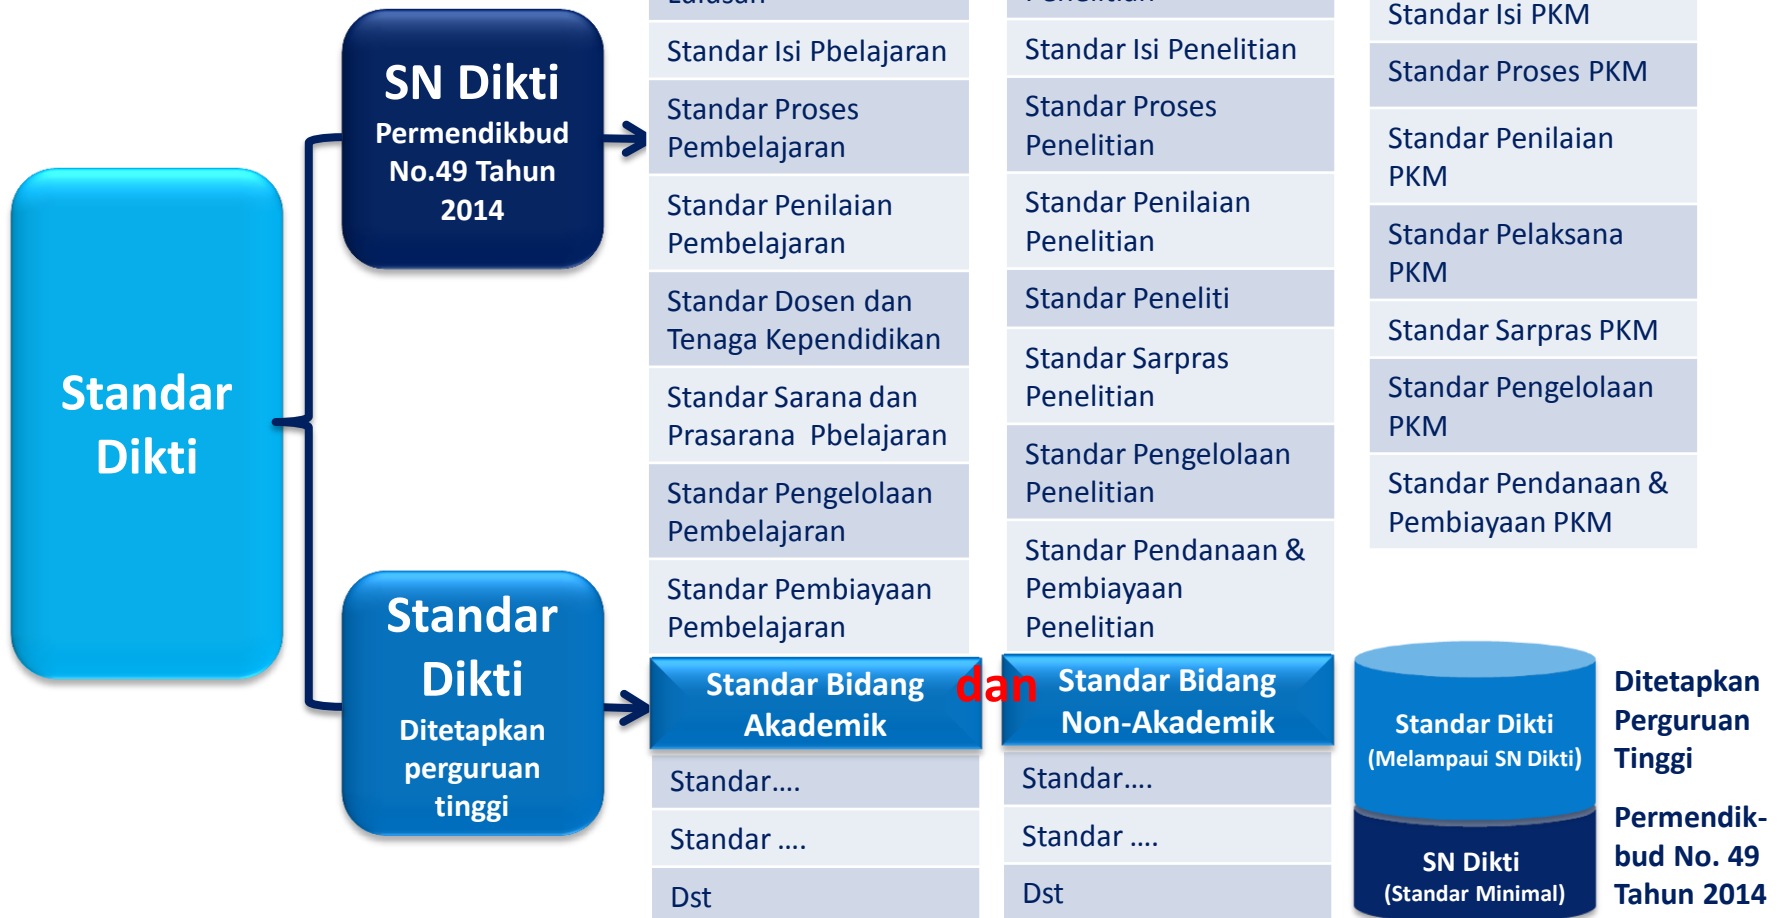 Standar
Dikti
SN Dikti
Permendikbud
No.49 Tahun
2014
Standar
Dikti
Ditetapkan
perguruan
tinggi
Standar Isi Pbelajaran
Standar Proses
Pembelajaran
Standar Penilaian
Pembelajaran
Standar Dosen dan
Tenaga Kependidikan
Standar Sarana dan
Prasarana Pbelajaran
Standar Pengelolaan
Pembelajaran
Standar Pembiayaan
Pembelajaran
Standar Isi Penelitian
Standar Proses
Penelitian
Standar Penilaian
Penelitian
Standar Peneliti
Standar Sarpras
Penelitian
Standar Pengelolaan
Penelitian
Standar Pendanaan &
Pembiayaan
Penelitian
Standar Isi PKM
Standar Proses PKM
Standar Penilaian
PKM
Standar Pelaksana
PKM
Standar Sarpras PKM
Standar Pengelolaan
PKM
Standar Pendanaan &
Pembiayaan PKM
Standar Bidang
Akademik
dan
Standar Bidang
Non-Akademik
Standar....
Standar ....
Dst
Standar....
Standar ....
Dst
Standar Dikti
(Melampaui SN Dikti)
SN Dikti
(Standar Minimal)
Ditetapkan
Perguruan
Tinggi
Permendik-
bud No. 49
Tahun 2014